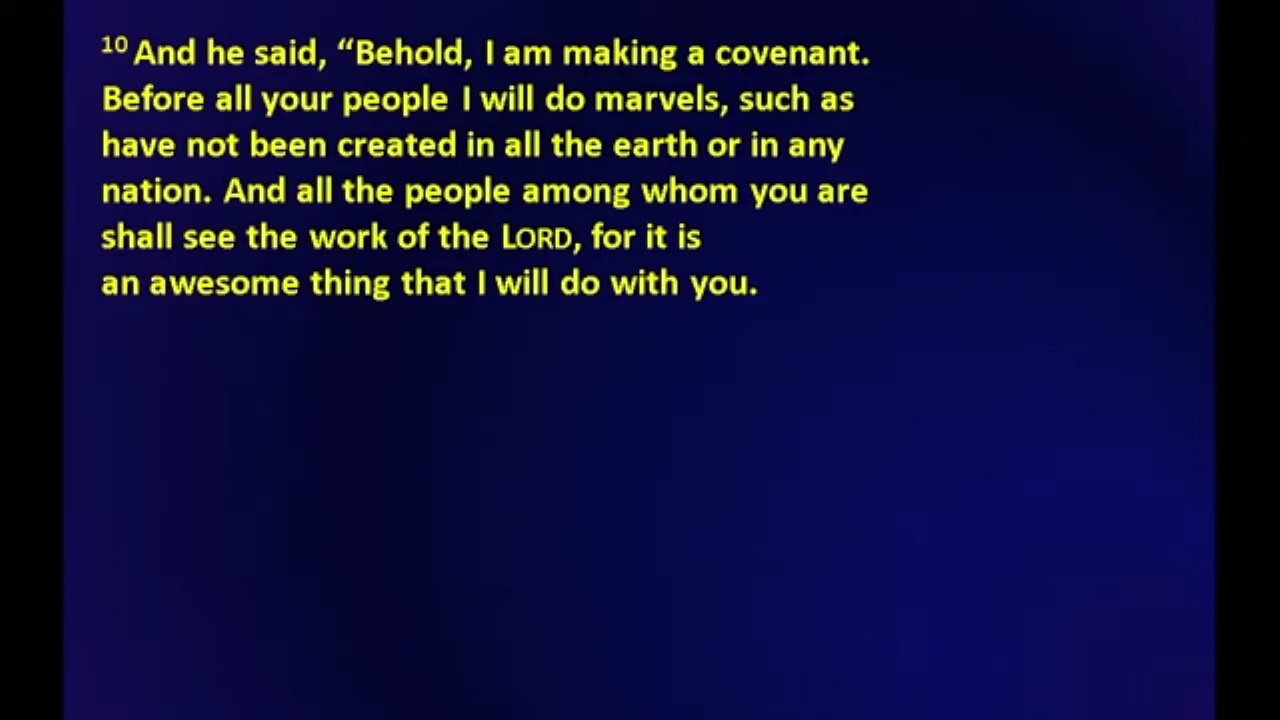 10 And he said, “Behold, I am making a covenant.
Before all your people I will do marvels, such as
have not been created in all the earth or in any
nation. And all the people among whom you are
shall see the work of the LORD, for it is
an awesome thing that I will do with you.